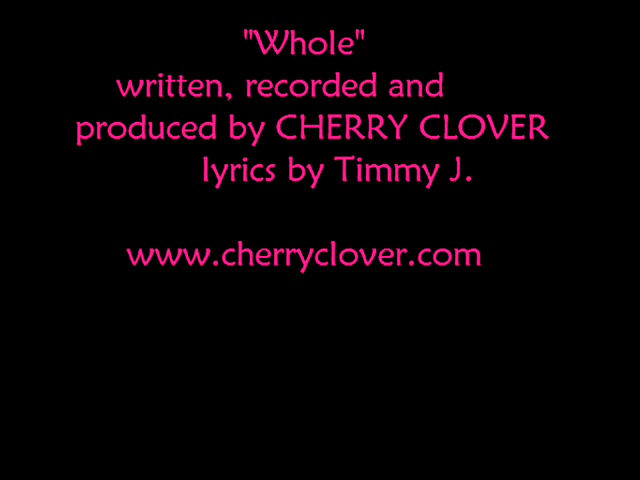 "Whole"
written, recorded and
produced by CHERRY CLOVER
lyrics by Timmy J.
www.cherryclover.com